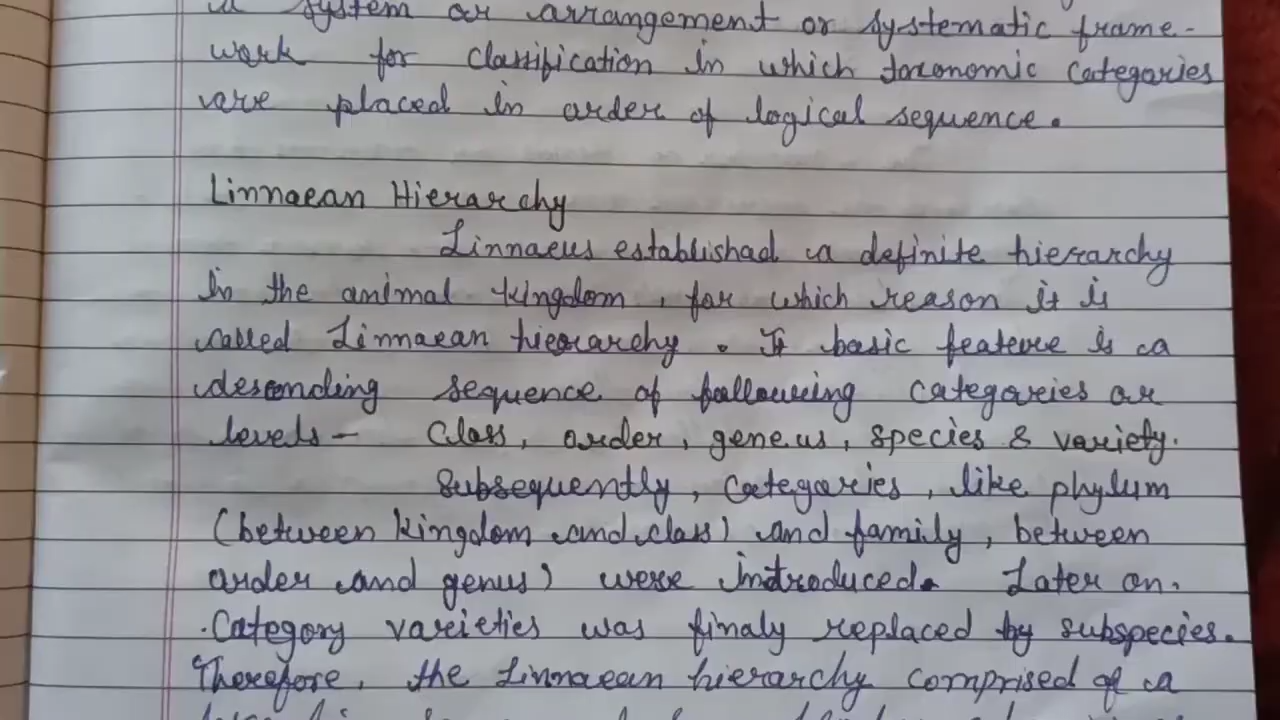 a system or arrangement or systematic frame-
work for classification in which taxonomic categories
are placed in order of logical sequence.
Linnaean Hierarchy
Linnaeus establishad a definite hierarchy
in the animal kingdom, for which reason it is
called Linnaean hierarchy. It basic feature is a
descending sequence of following categories or
levels- Class, order, geneus, species & variety.
Subsequently, categories, like phylum
(between kingdom and class) and family, between
order and genus) were introduced. Later on.
Category varieties was finaly replaced by subspecies.
Therefore, the Linnaean hierarchy comprised of a